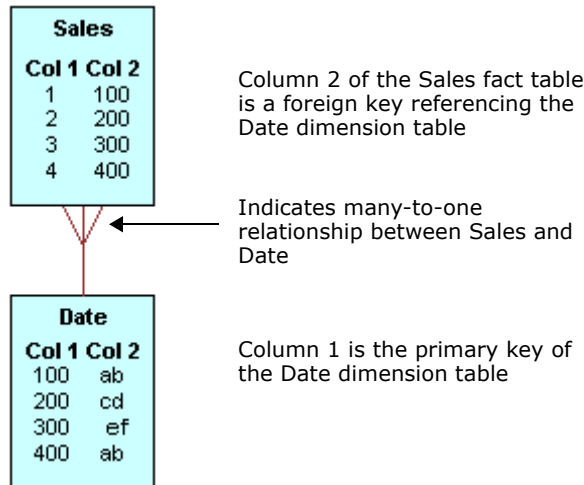 Sales
Col 1 Col 2
1 100
2 200
3 300
4 400
Column 2 of the Sales fact table
is a foreign key referencing the
Date dimension table
Indicates many-to-one
relationship between Sales and
Date
Date
Col 1 Col 2
100 ab
200 cd
300 ef
400 ab
Column 1 is the primary key of
the Date dimension table